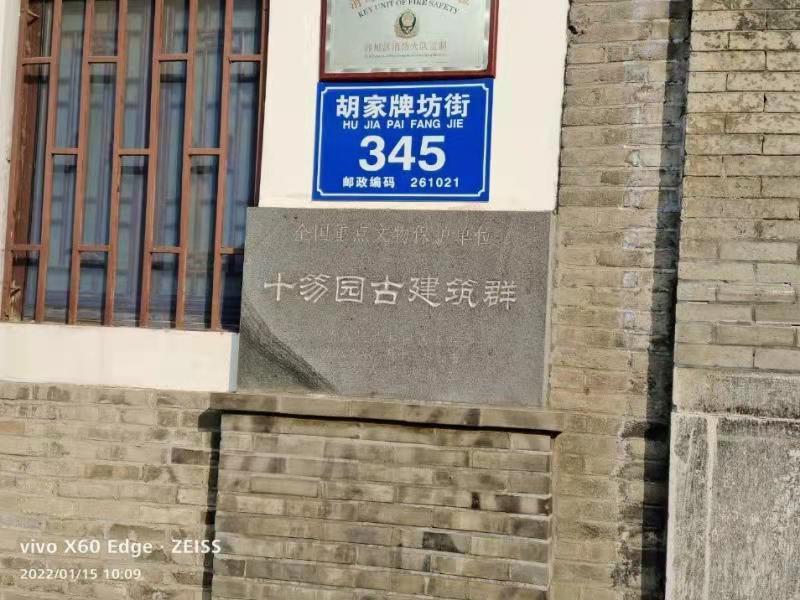 KEY UNIT OF FIRE SAFETY
胡家牌坊街
HU JIA PAI FANG JIE
345
邮政编码 261021
全国重点文物保护单位
十笏园古建筑群
vivo X60 Edge · ZEISS
2022/01/15 10:09